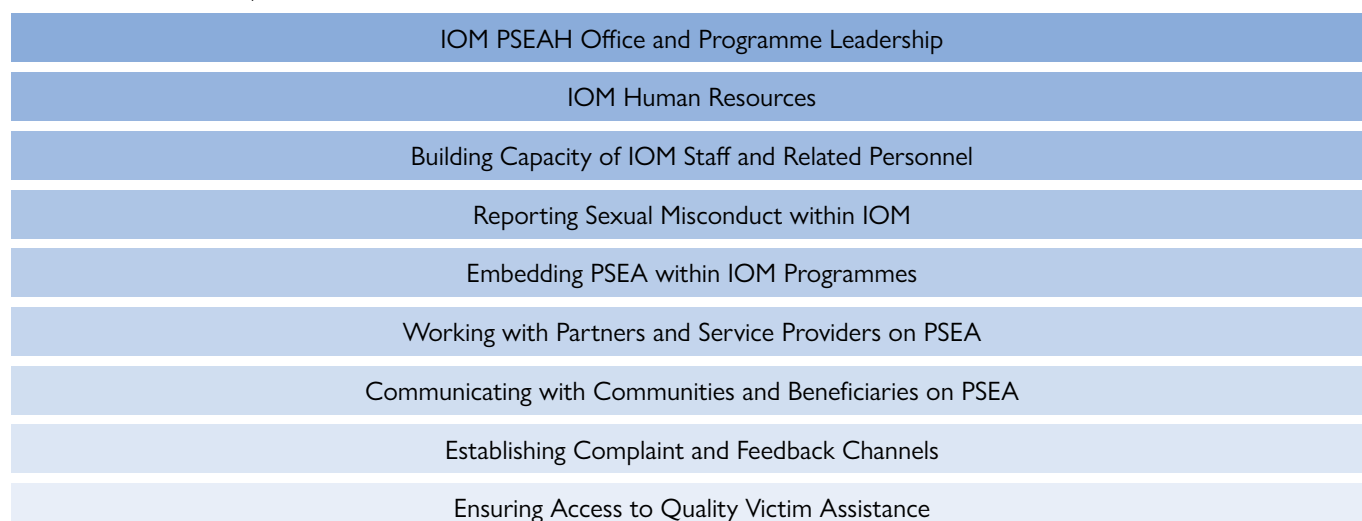 IOM PSEAH Office and Programme Leadership
IOM Human Resources
Building Capacity of IOM Staff and Related Personnel
Reporting Sexual Misconduct within IOM
Embedding PSEA within IOM Programmes
Working with Partners and Service Providers on PSEA
Communicating with Communities and Beneficiaries on PSEA
Establishing Complaint and Feedback Channels
Ensuring Access to Quality Victim Assistance